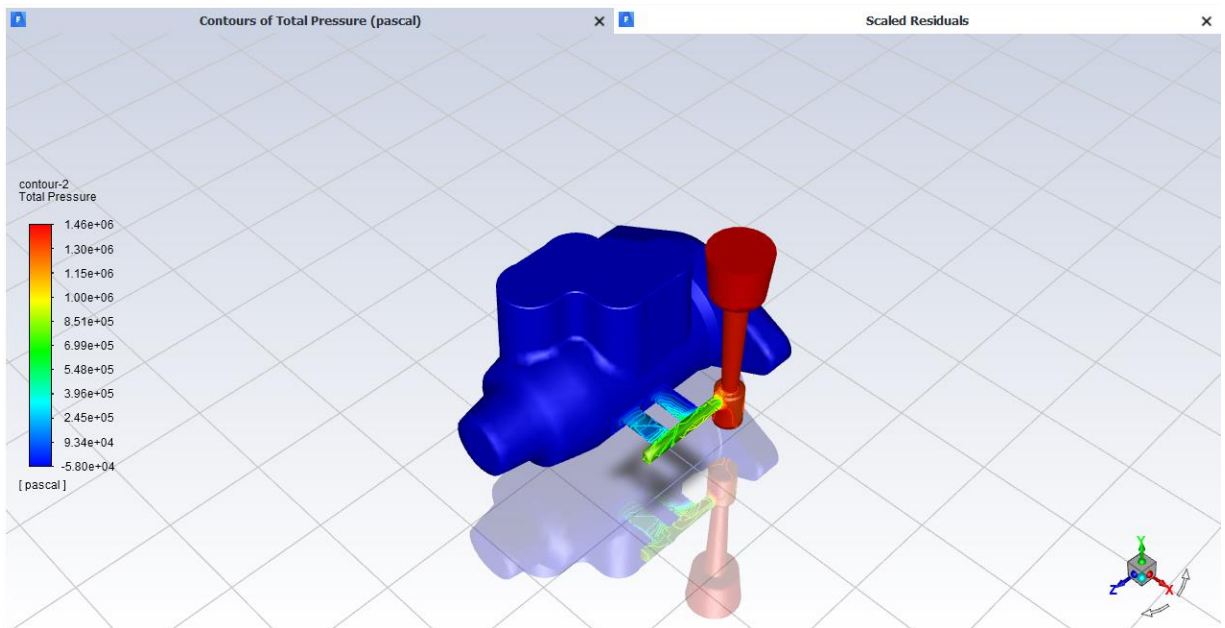 Contours of Total Pressure (pascal)
Scaled Residuals
contour-2
Total Pressure
1.46e+06
1.30e+06
1.15e+06
1.00e+06
8.51e+05
6.99e+05
5.48e+05
3.96e+05
2.45e+05
9.34e+04
-5.80e+04
[ pascal ]
Y
Z
X